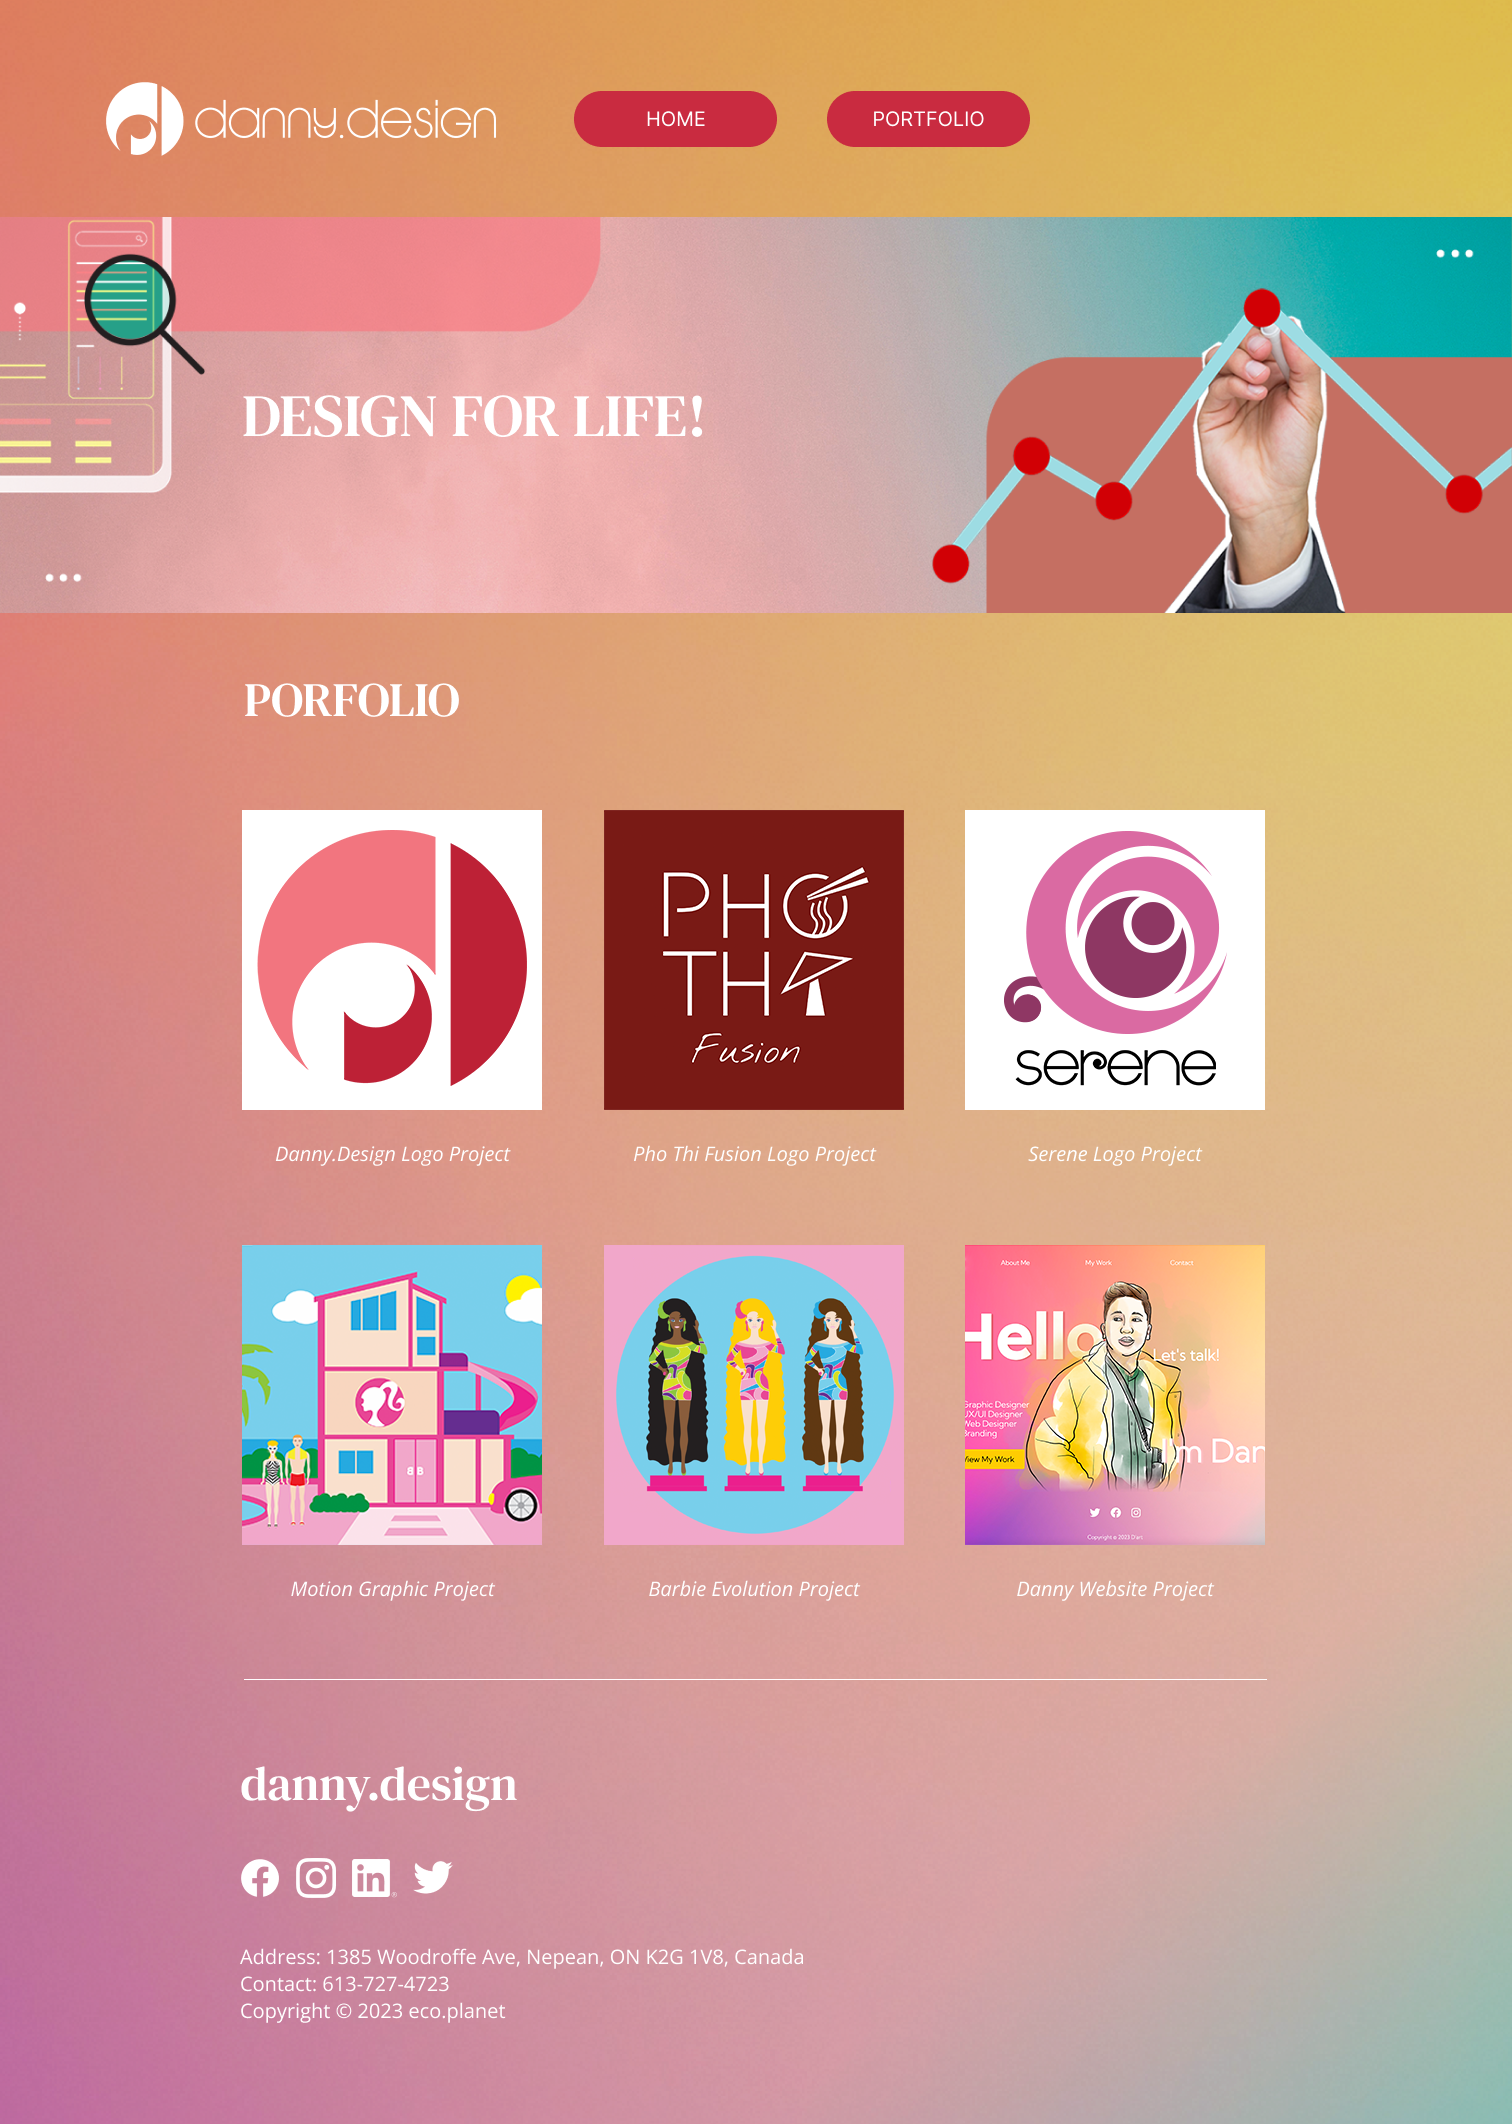 danny.design
HOME
PORTFOLIO
DESIGN FOR LIFE!
PORFOLIO
PHO
TH
Fusion
serene
Danny.Design Logo Project
Pho Thi Fusion Logo Project
Serene Logo Project
About Me
My Work
Contact
Hello
Let's talk!
Graphic Designer
UX/UI Designer
Web Designer
Branding
View My Work
I'm Dan
Motion Graphic Project
Barbie Evolution Project
Danny Website Project
danny.design
in
Address: 1385 Woodroffe Ave, Nepean, ON K2G 1V8, Canada
Contact: 613-727-4723
Copyright © 2023 eco.planet